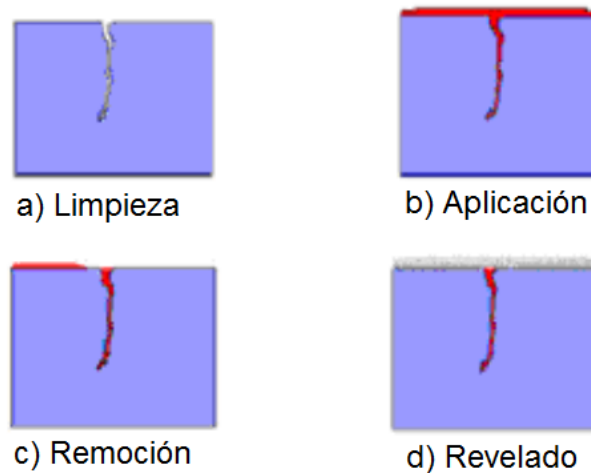 a) Limpieza
b) Aplicación
c) Remoción
d) Revelado